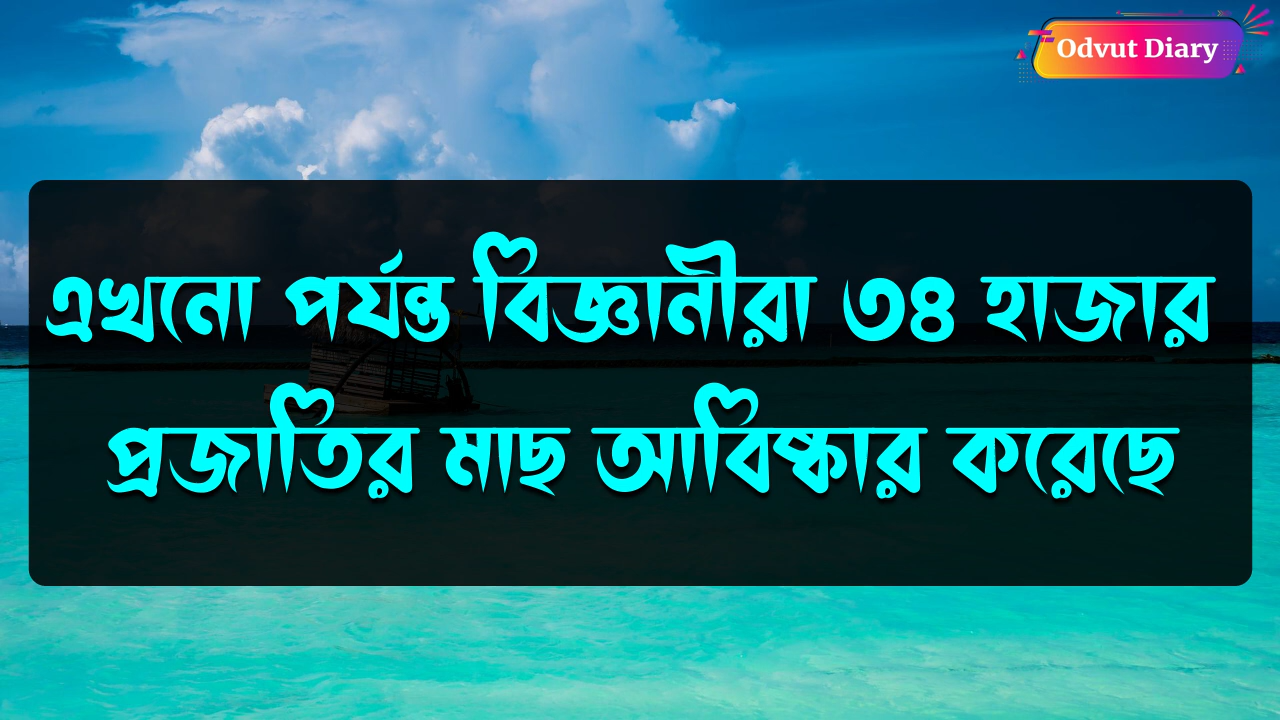 Odvut Diary
এখনো পর্যন্ত বিজ্ঞানীরা ৩৪ হাজার
প্রজাতির মাছ আবিষ্কার করেছে